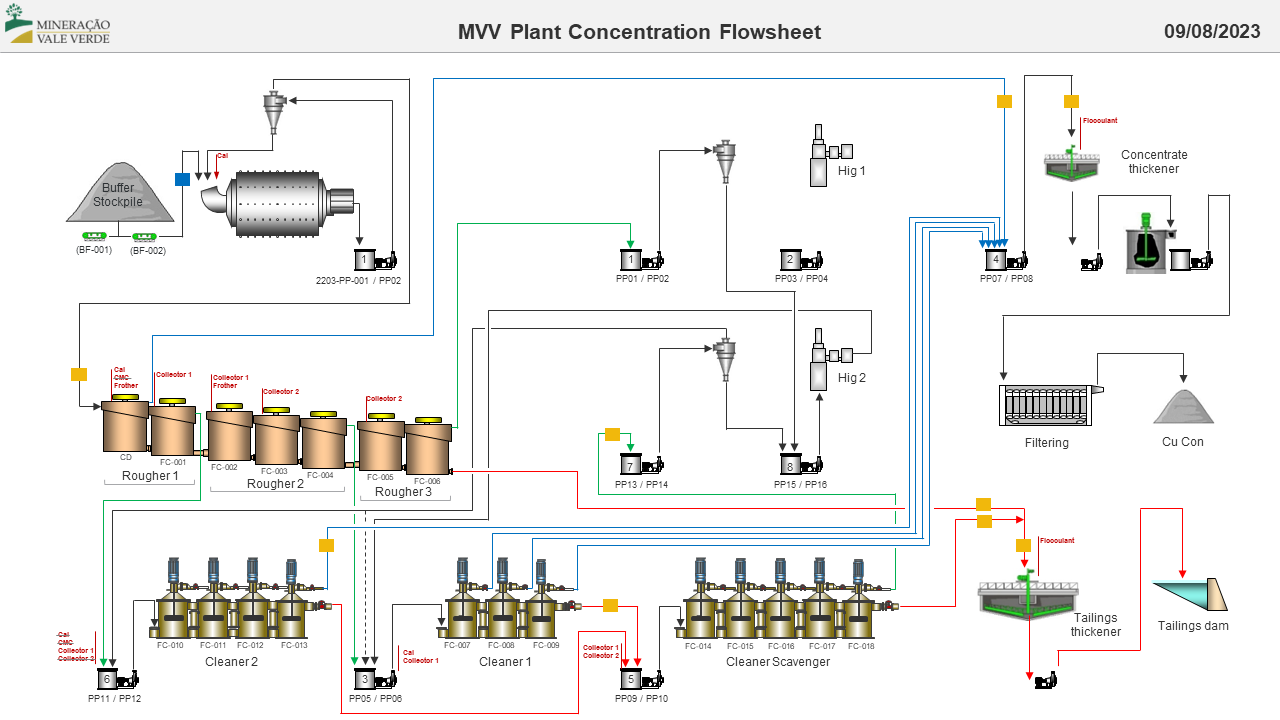 MINERAÇÃO
VALE VERDE
MVV Plant Concentration Flowsheet
09/08/2023
Buffer
Stockpile
(BF-001)
(BF-002)
Cal
1
2203-PP-001 / PP02
1
PP01 / PP02
Hig 1
2
PP03 / PP04
4
PP07 / PP08
Floculant
Concentrate
thickener
Cal
CMC
Frother
Collector 1
Collector 1
Frother
Collector 2
Collector 2
CD
FC-001
FC-002
FC-003
FC-004
FC-005
FC-006
Rougher 1
Rougher 2
Rougher 3
Hig 2
7
PP13 / PP14
8
PP15 / PP16
Filtering
Cu Con
Floculant
Tailings
thickener
Tailings dam
FC-010
FC-011
FC-012
FC-013
Cleaner 2
FC-007
FC-008
FC-009
Cleaner 1
FC-014
FC-015
FC-016
FC-017
FC-018
Cleaner Scavenger
Cal
CMC
Collector 1
Collector 2
6
PP11 / PP12
Cal
Collector 1
3
PP05 / PP06
Collector 1
Collector 2
5
PP09 / PP10